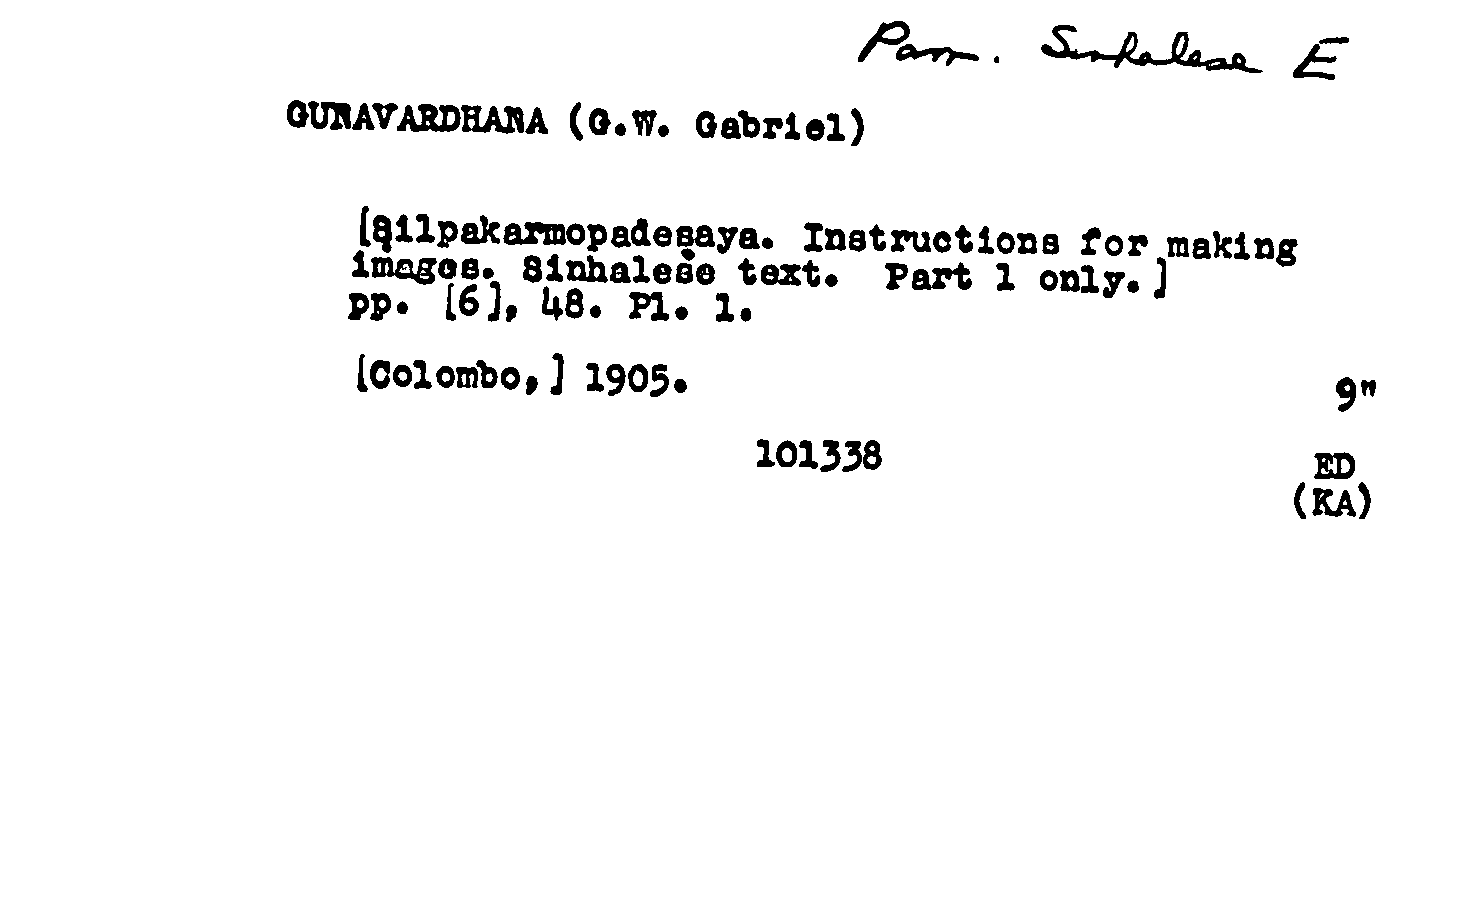 Pam. Sinhalese E
GUNAVARDHANA (G.W. Gabriel)
[Śilpakarmopadeṣaya. Instructions for making
images. Sinhalese text. Part 1 only.]
pp. [6], 48. Pl. 1.
[Colombo,] 1905.
9"
101338
ED
(KA)